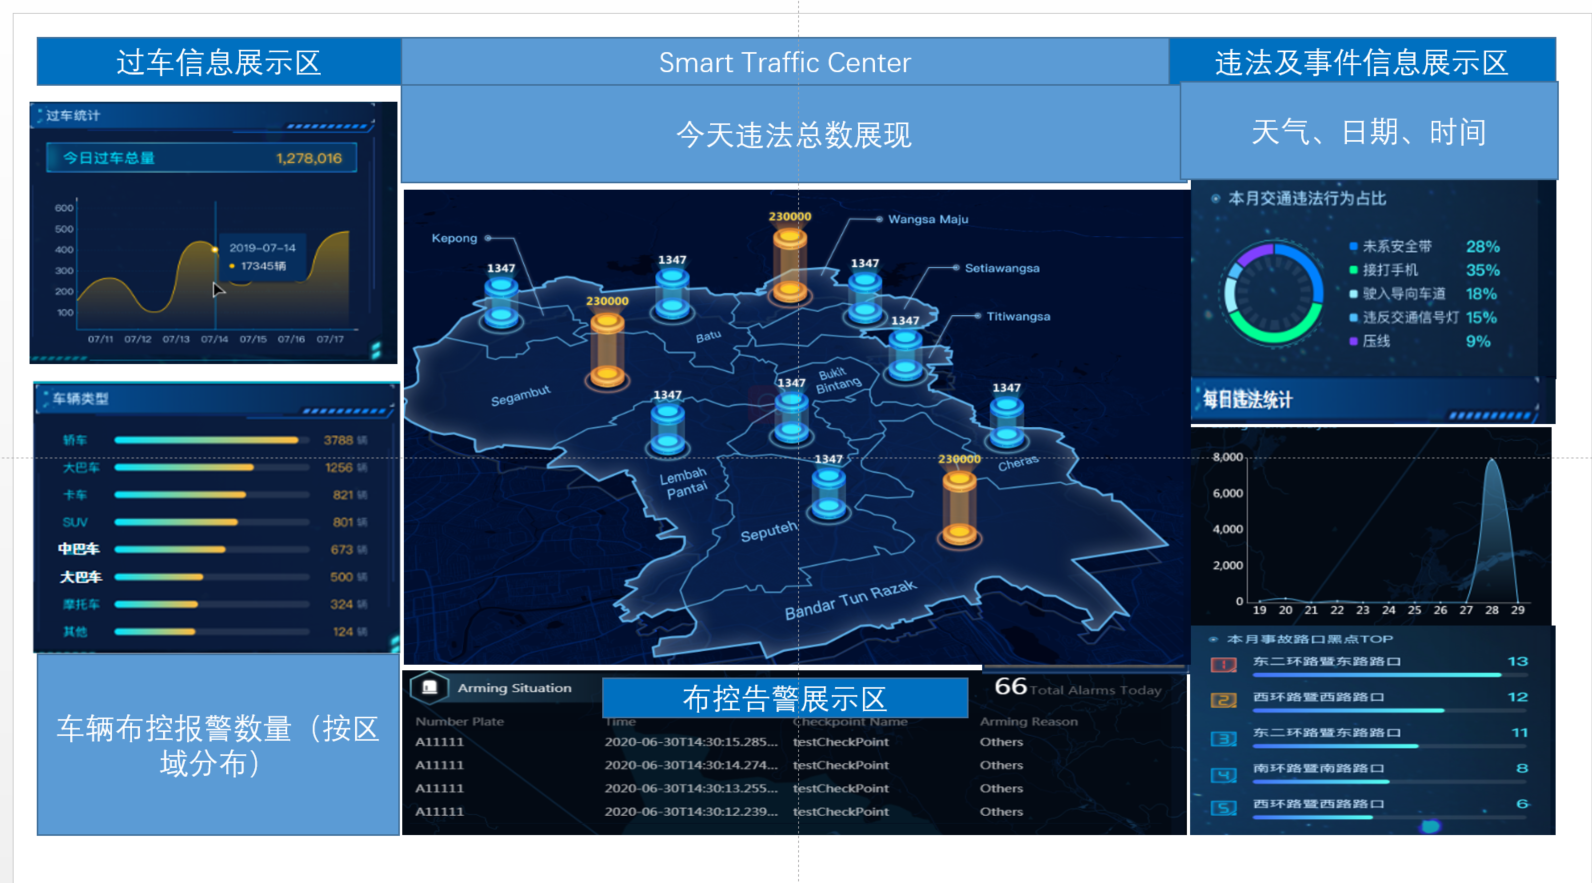 过车信息展示区
Smart Traffic Center
违法及事件信息展示区
今天违法总数展现
天气、日期、时间
过车统计
今日过车总量 1,278,016
600
500
400
300
200
100
2019-07-14
17345辆
07/11 07/12 07/13 07/14 07/15 07/16 07/17
车辆类型
轿车 3788 辆
大巴车 1256 辆
卡车 821 辆
SUV 801 辆
中巴车 673 辆
大巴车 500 辆
摩托车 324 辆
其他 124 辆
车辆布控报警数量（按区
域分布）
230000
Wangsa Maju
Kepong
1347
1347
1347
Setiawangsa
230000
1347
Titiwangsa
Batu
Bukit
Bintang
Segambut
1347
1347
1347
1347
230000
Cheras
Lembah
Pantai
Seputeh
Bandar Tun Razak
Arming Situation
布控告警展示区
66 Total Alarms Today
Number Plate Time Checkpoint Name Arming Reason
A11111 2020-06-30T14:30:15.285... testCheckPoint Others
A11111 2020-06-30T14:30:14.274... testCheckPoint Others
A11111 2020-06-30T14:30:13.255... testCheckPoint Others
A11111 2020-06-30T14:30:12.239... testCheckPoint Others
本月交通违法行为占比
未系安全带 28%
接打手机 35%
驶入导向车道 18%
违反交通信号灯 15%
压线 9%
每日违法统计
8,000
6,000
4,000
2,000
0
19 20 21 22 23 24 25 26 27 28 29
本月事故路口黑点TOP
1 东二环路暨东路路口 13
2 西环路暨西路路口 12
3 东二环路暨东路路口 11
4 南环路暨南路路口 8
5 西环路暨西路路口 6